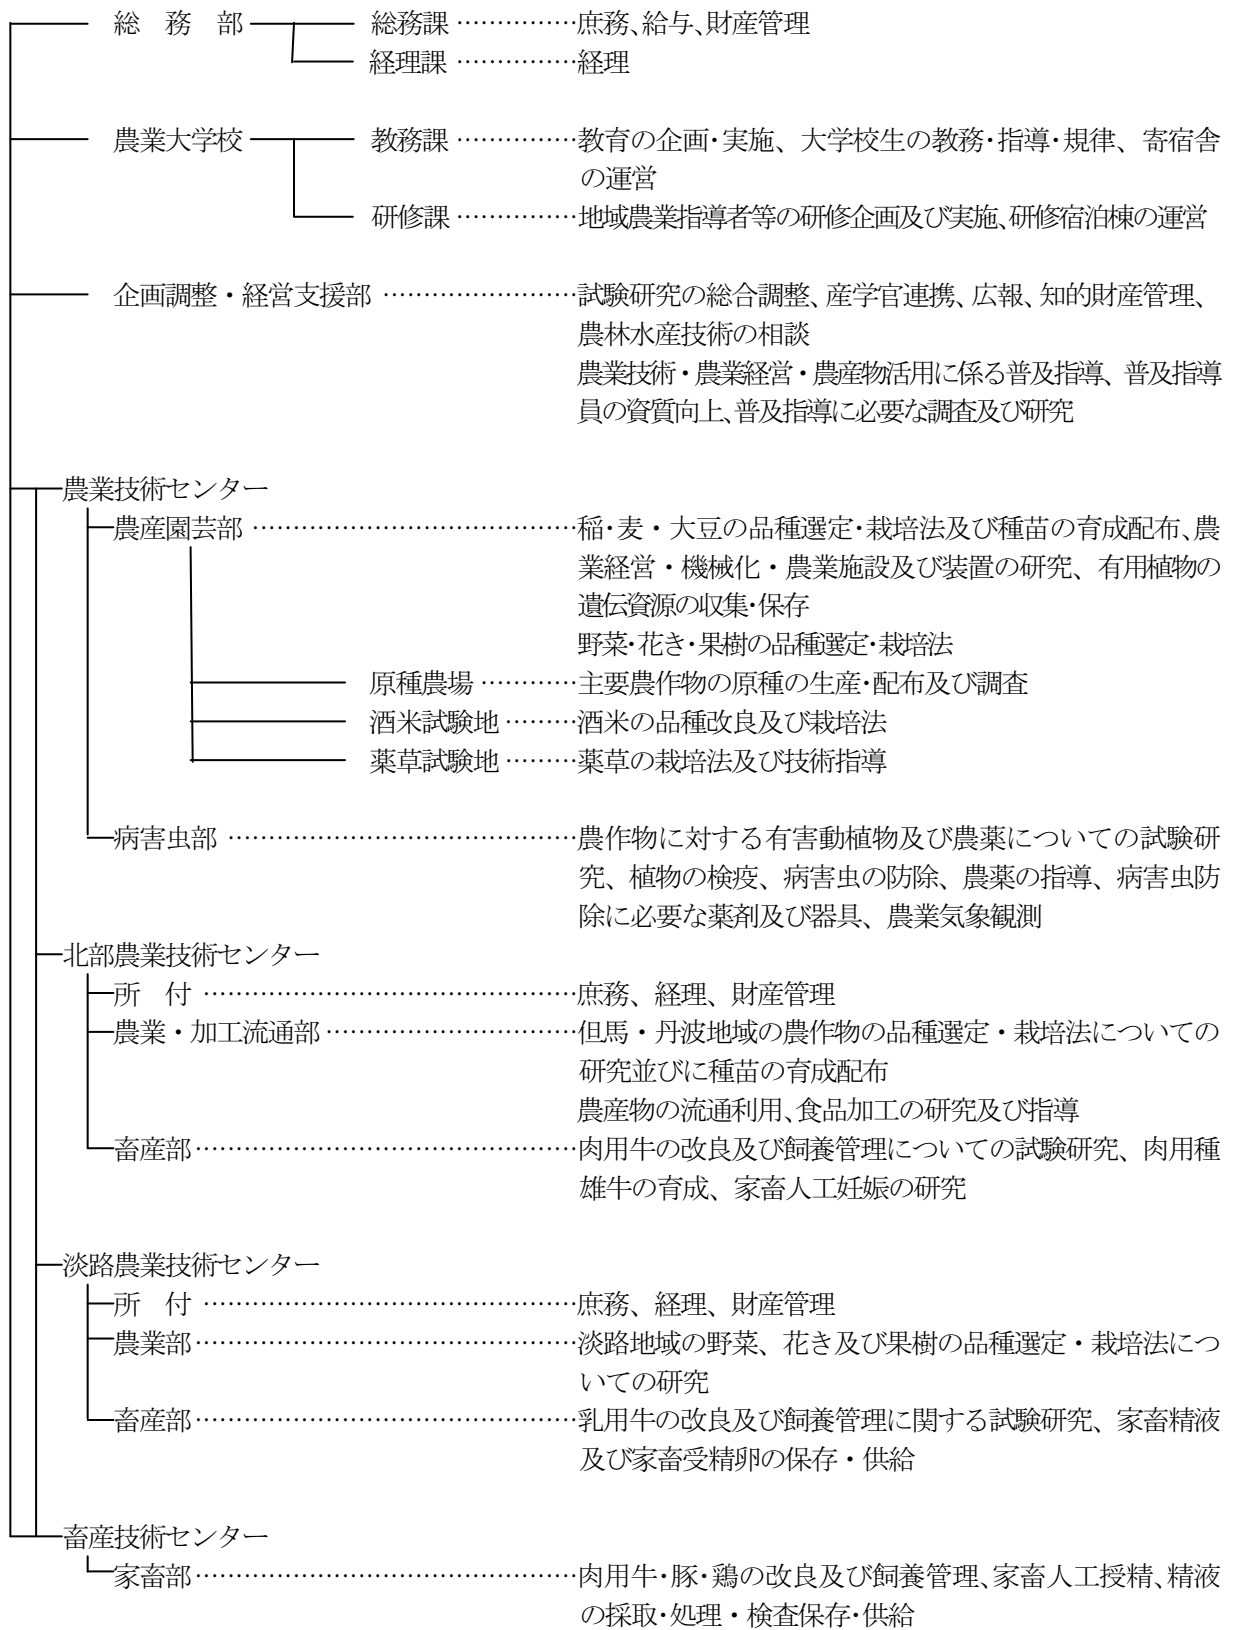 総　務　部　総務課……………庶務、給与、財産管理
経理課……………経理
農業大学校　教務課……………教育の企画・実施、大学校生の教務・指導・規律、寄宿舎
の運営
研修課……………地域農業指導者等の研修企画及び実施、研修宿泊棟の運営
企画調整・経営支援部……………………試験研究の総合調整、産学官連携、広報、知的財産管理、
農林水産技術の相談
農業技術・農業経営・農産物活用に係る普及指導、普及指導
員の資質向上、普及指導に必要な調査及び研究
農業技術センター
農産園芸部……………………………………稲・麦・大豆の品種選定・栽培法及び種苗の育成配布、農
業経営・機械化・農業施設及び装置の研究、有用植物の
遺伝資源の収集・保存
野菜・花き・果樹の品種選定・栽培法
原種農場…………主要農作物の原種の生産・配布及び調査
酒米試験地………酒米の品種改良及び栽培法
薬草試験地………薬草の栽培法及び技術指導
病害虫部………………………………………農作物に対する有害動植物及び農薬についての試験研
究、植物の検疫、病害虫の防除、農薬の指導、病害虫防
除に必要な薬剤及び器具、農業気象観測
北部農業技術センター
所　付…………………………………………庶務、経理、財産管理
農業・加工流通部……………………………但馬・丹波地域の農作物の品種選定・栽培法についての
研究並びに種苗の育成配布
農産物の流通利用、食品加工の研究及び指導
畜産部…………………………………………肉用牛の改良及び飼養管理についての試験研究、肉用種
雄牛の育成、家畜人工妊娠の研究
淡路農業技術センター
所　付…………………………………………庶務、経理、財産管理
農業部…………………………………………淡路地域の野菜、花き及び果樹の品種選定・栽培法につ
いての研究
畜産部…………………………………………乳用牛の改良及び飼養管理に関する試験研究、家畜精液
及び家畜受精卵の保存・供給
畜産技術センター
家畜部…………………………………………肉用牛・豚・鶏の改良及び飼養管理、家畜人工授精、精液
の採取・処理・検査保存・供給